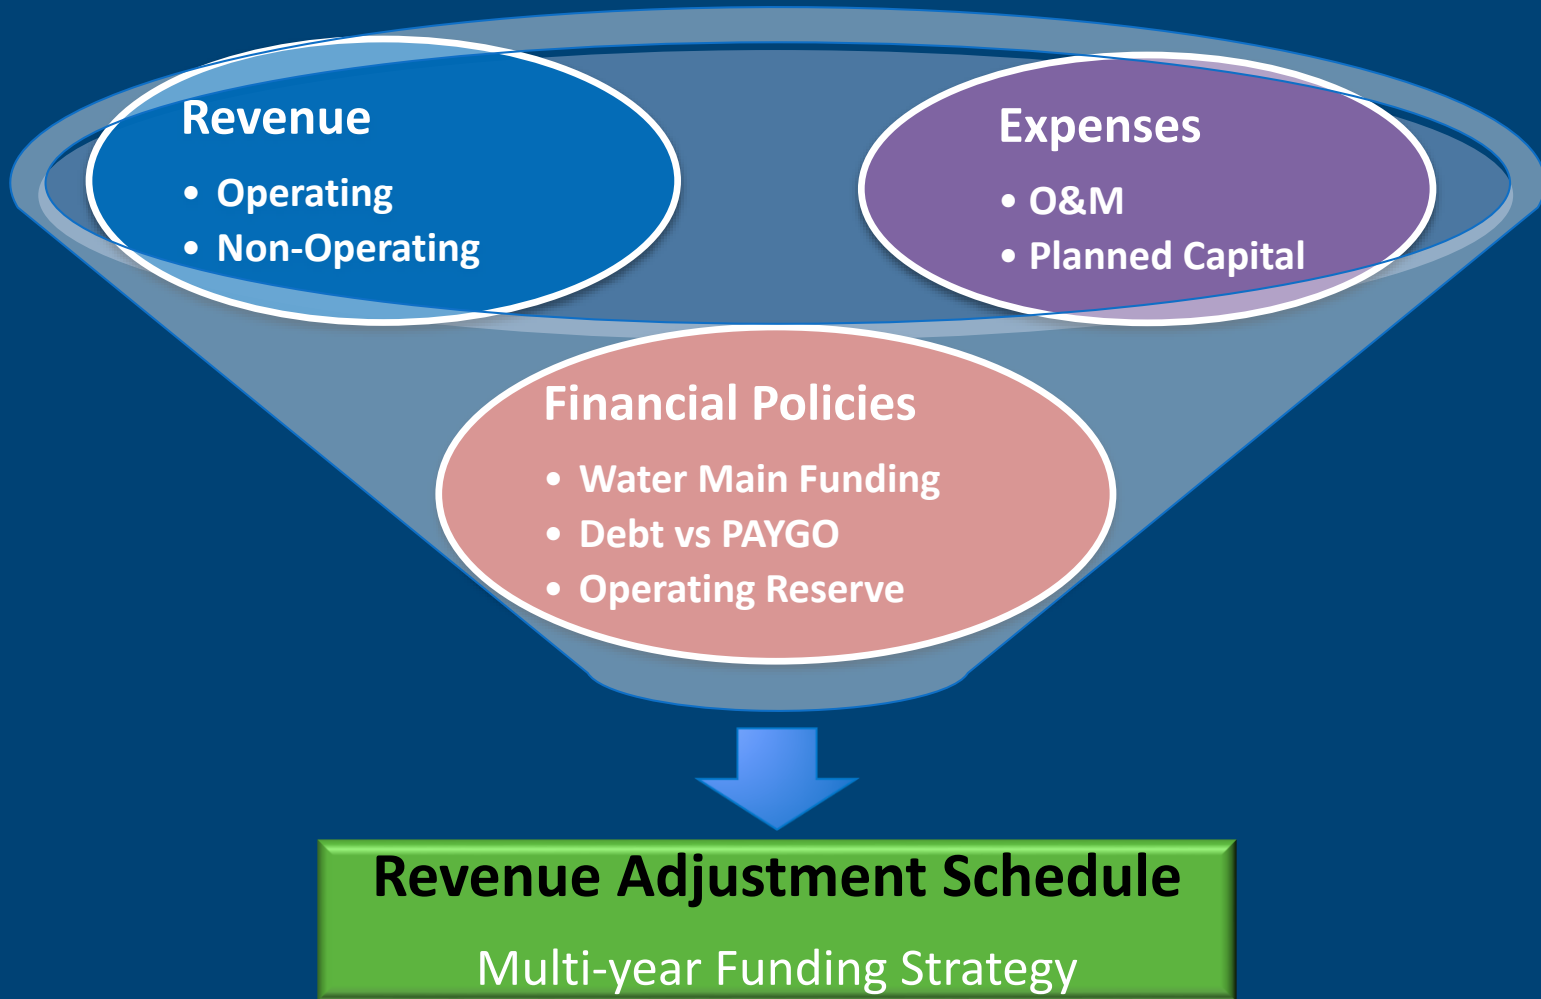 Revenue
• Operating
• Non-Operating
Expenses
• O&M
• Planned Capital
Financial Policies
• Water Main Funding
• Debt vs PAYGO
• Operating Reserve
Revenue Adjustment Schedule
Multi-year Funding Strategy